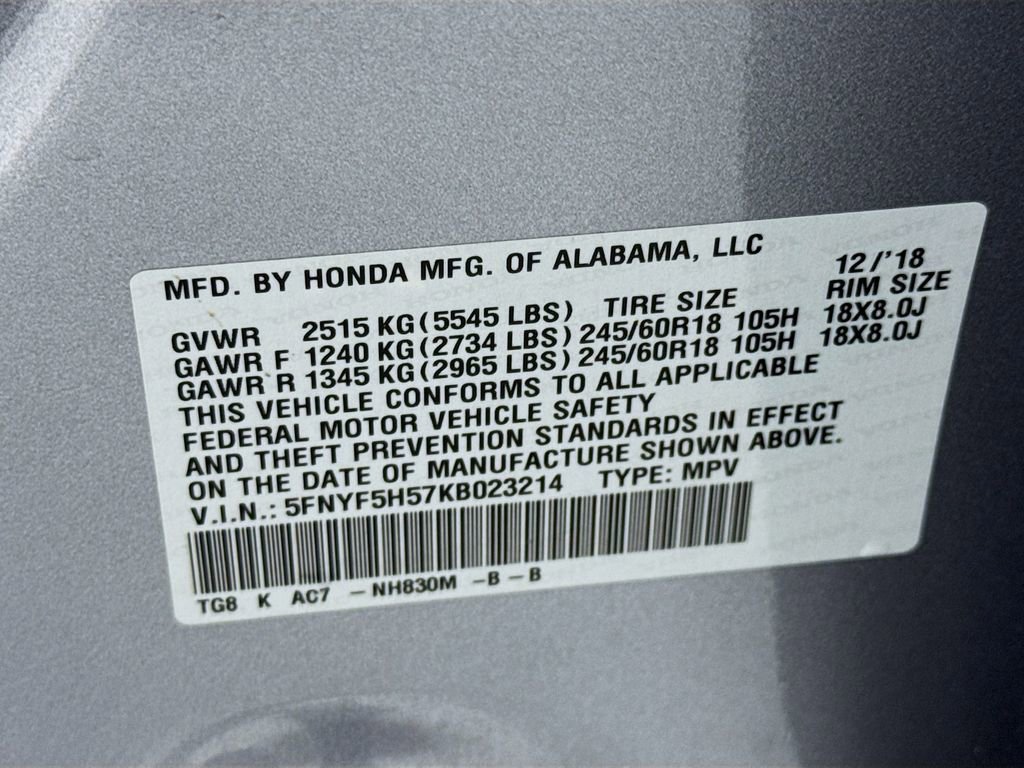 MFD. BY HONDA MFG. OF ALABAMA, LLC 12/'18
GVWR 2515 KG (5545 LBS) TIRE SIZE RIM SIZE
GAWR F 1240 KG (2734 LBS) 245/60R18 105H 18X8.0J
GAWR R 1345 KG (2965 LBS) 245/60R18 105H 18X8.0J
THIS VEHICLE CONFORMS TO ALL APPLICABLE
FEDERAL MOTOR VEHICLE SAFETY
AND THEFT PREVENTION STANDARDS IN EFFECT
ON THE DATE OF MANUFACTURE SHOWN ABOVE.
V.I.N.: 5FNYF5H57KB023214 TYPE: MPV
TG8 K AC7 -NH830M -B-B